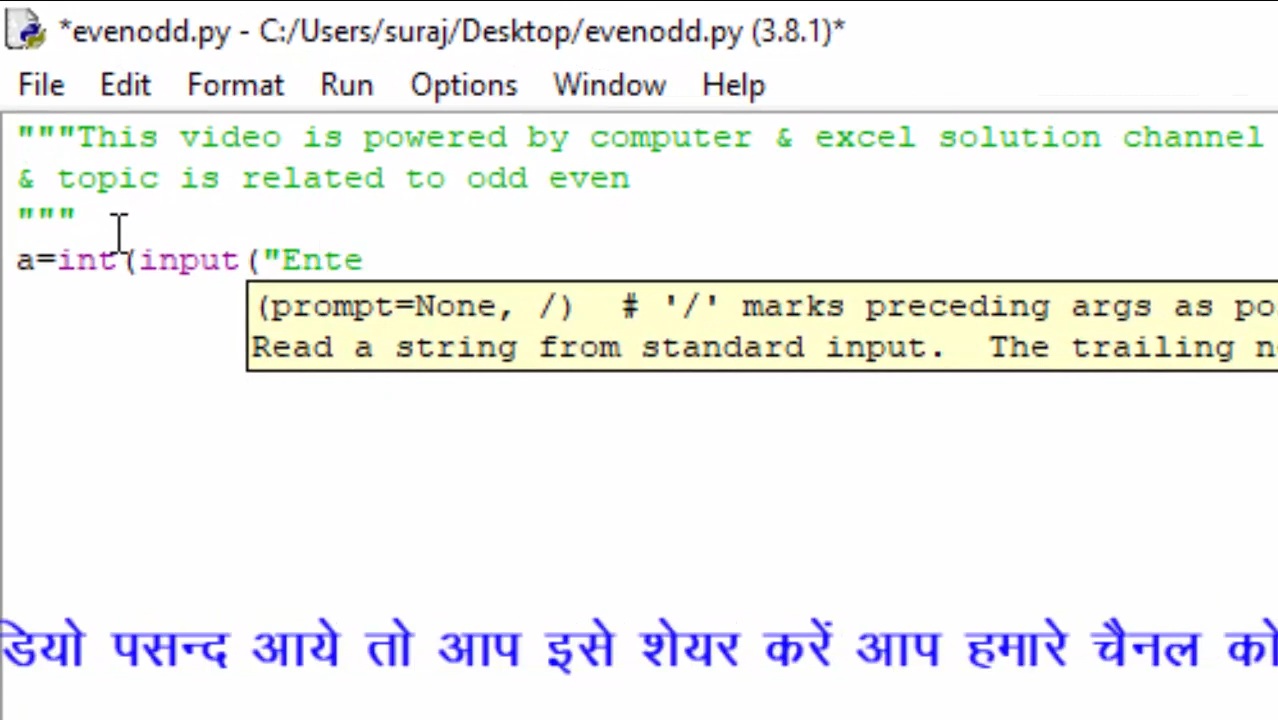 *evenodd.py - C:/Users/suraj/Desktop/evenodd.py (3.8.1)*
File Edit Format Run Options Window Help
"""This video is powered by computer & excel solution channel
& topic is related to odd even
"""
a=int(input("Ente
(prompt=None, /)  # '/' marks preceding args as po
Read a string from standard input.  The trailing n
डियो पसन्द आये तो आप इसे शेयर करें आप हमारे चैनल को